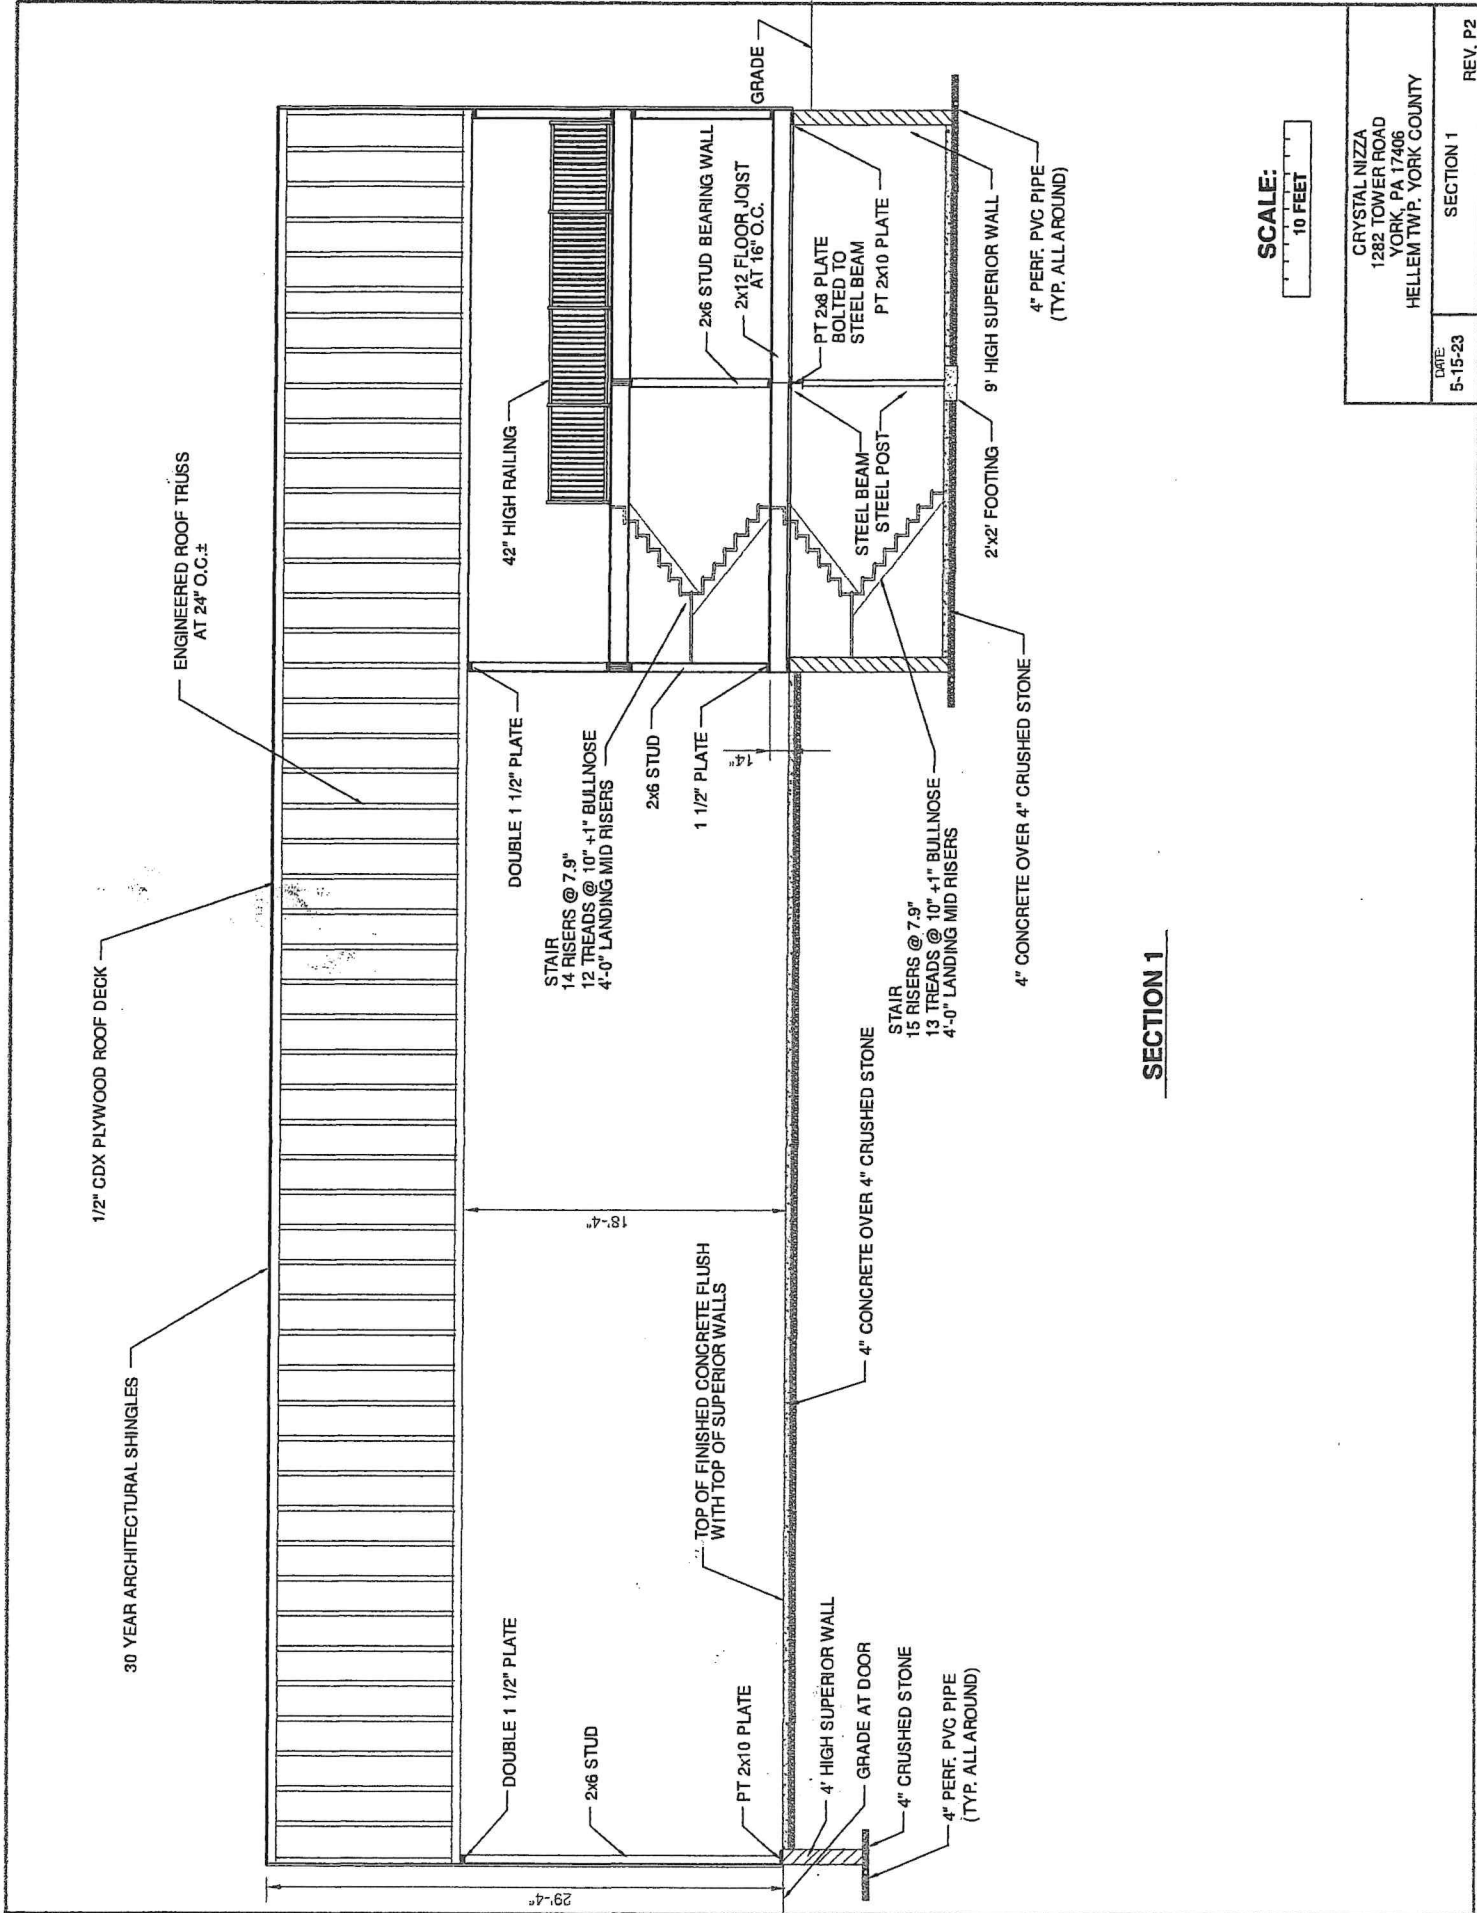 30 YEAR ARCHITECTURAL SHINGLES
1/2" CDX PLYWOOD ROOF DECK
ENGINEERED ROOF TRUSS
AT 24" O.C.±
29'-4"
DOUBLE 1 1/2" PLATE
2x6 STUD
PT 2x10 PLATE
4' HIGH SUPERIOR WALL
GRADE AT DOOR
4" CRUSHED STONE
4" PERF. PVC PIPE
(TYP. ALL AROUND)
18'-4"
TOP OF FINISHED CONCRETE FLUSH
WITH TOP OF SUPERIOR WALLS
4" CONCRETE OVER 4" CRUSHED STONE
DOUBLE 1 1/2" PLATE
STAIR
14 RISERS @ 7.9"
12 TREADS @ 10" +1" BULLNOSE
4'-0" LANDING MID RISERS
2x6 STUD
1 1/2" PLATE
14"
STAIR
15 RISERS @ 7.9"
13 TREADS @ 10" +1" BULLNOSE
4'-0" LANDING MID RISERS
4" CONCRETE OVER 4" CRUSHED STONE
42" HIGH RAILING
2x6 STUD BEARING WALL
2x12 FLOOR JOIST
AT 16" O.C.
GRADE
STEEL BEAM
STEEL POST
PT 2x8 PLATE
BOLTED TO
STEEL BEAM
PT 2x10 PLATE
2'x2' FOOTING
9' HIGH SUPERIOR WALL
4" PERF. PVC PIPE
(TYP. ALL AROUND)
SECTION 1
SCALE:
10 FEET
CRYSTAL NIZZA
1282 TOWER ROAD
YORK, PA 17406
HELLEM TWP. YORK COUNTY
DATE:
5-15-23
SECTION 1
REV. P2